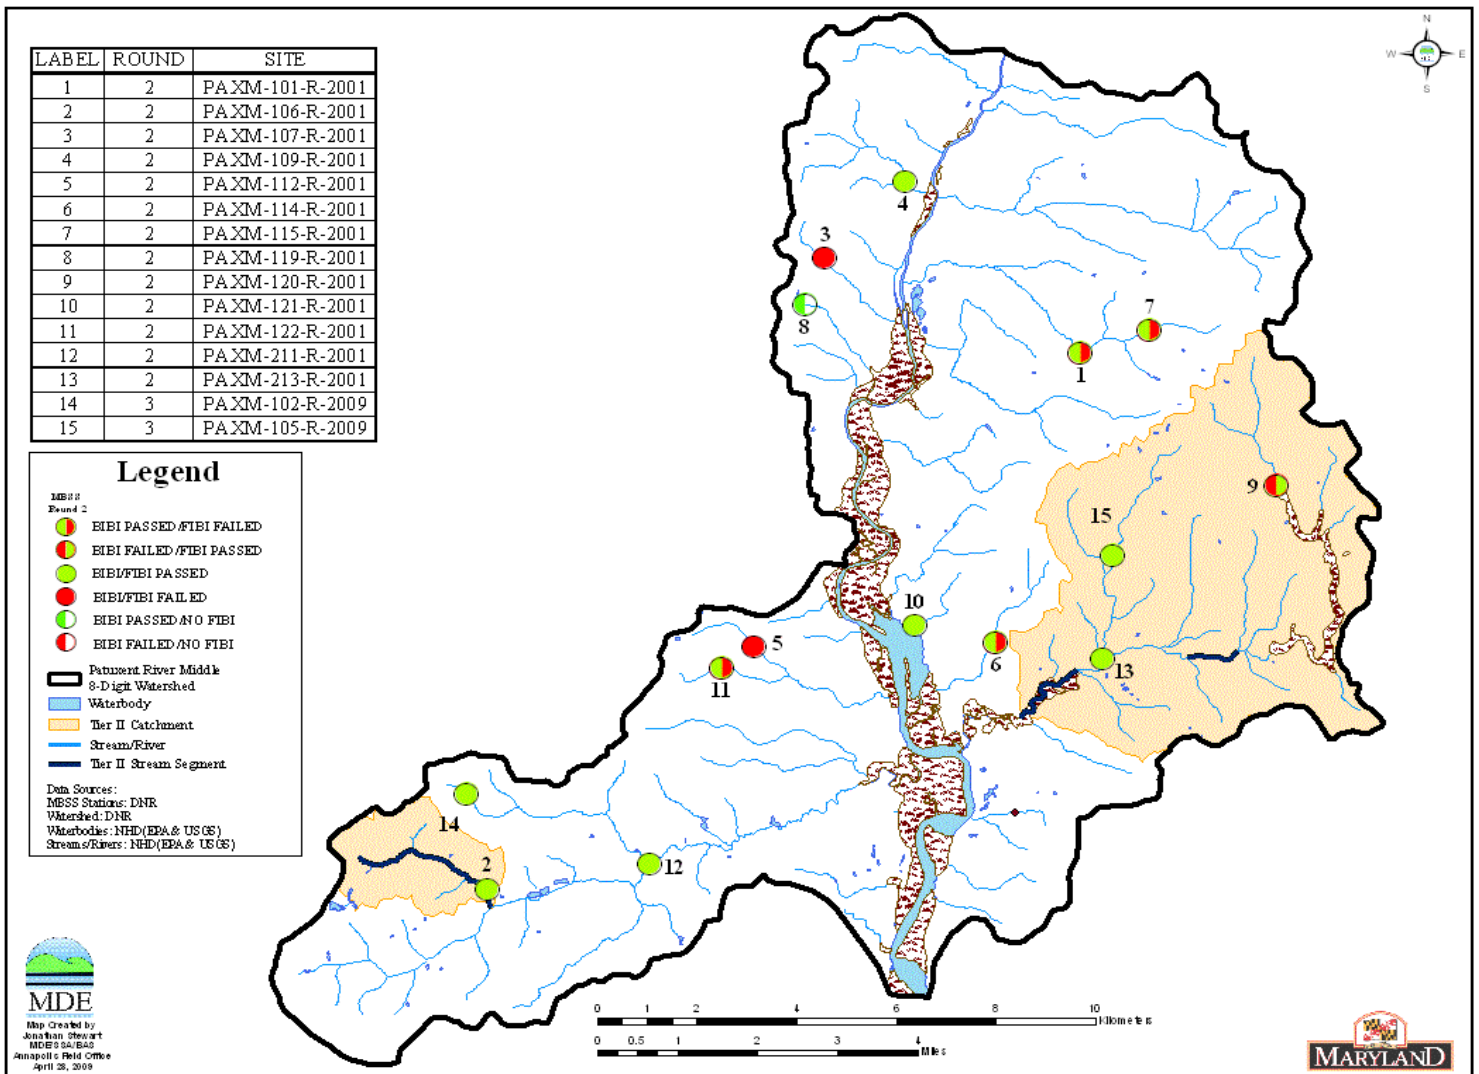 LABEL ROUND SITE
1 2 PAXM-101-R-2001
2 2 PAXM-106-R-2001
3 2 PAXM-107-R-2001
4 2 PAXM-109-R-2001
5 2 PAXM-112-R-2001
6 2 PAXM-114-R-2001
7 2 PAXM-115-R-2001
8 2 PAXM-119-R-2001
9 2 PAXM-120-R-2001
10 2 PAXM-121-R-2001
11 2 PAXM-122-R-2001
12 2 PAXM-211-R-2001
13 2 PAXM-213-R-2001
14 3 PAXM-102-R-2009
15 3 PAXM-105-R-2009
Legend
MBSS
Round 2
BIBI PASSED/FIBI FAILED
BIBI FAILED/FIBI PASSED
BIBI/FIBI PASSED
BIBI/FIBI FAILED
BIBI PASSED/NO FIBI
BIBI FAILED/NO FIBI
Patuxent River Middle
8-Digit Watershed
Waterbody
Tier II Catchment
Stream/River
Tier II Stream Segment
Data Sources:
MBSS Stations: DNR
Watershed: DNR
Waterbodies: NHD(EPA & USGS)
Streams/Rivers: NHD(EPA & USGS)
MDE
Map Created by
Jonathan Stewart
MDE/SSA/BAS
Annapolis Field Office
April 28, 2009
N
W E
S
4
3
8
7
1
9
15
10
5
6
11
13
14
2
12
0 1 2 4 6 8 10
Kilometers
0 0.5 1 2 3 4
Miles
MARYLAND